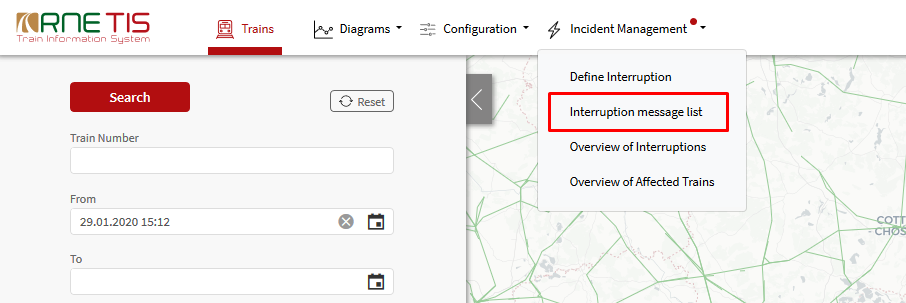 RNE TIS
Train Information System
Trains
Diagrams
Configuration
Incident Management
Define Interruption
Interruption message list
Overview of Interruptions
Overview of Affected Trains
Search
Reset
Train Number
From
29.01.2020 15:12
To
COTT
CHOS